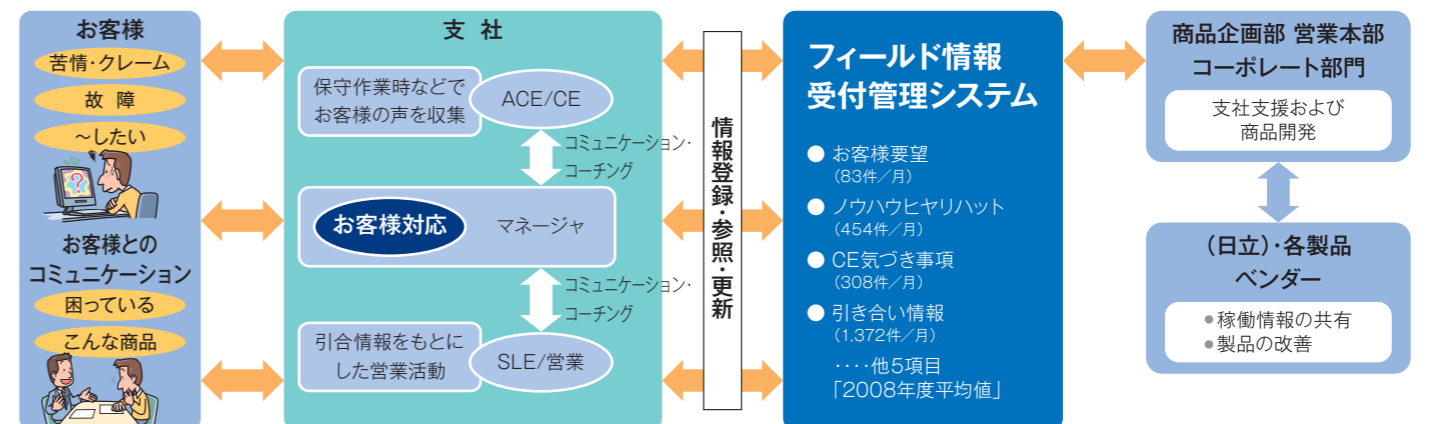 お客様
苦情・クレーム
故 障
～したい
?
お客様との
コミュニケーション
困っている
こんな商品
支 社
保守作業時などで
お客様の声を収集
ACE/CE
コミュニケーション・
コーチング
お客様対応
マネージャ
コミュニケーション・
コーチング
引合情報をもとに
した営業活動
SLE/営業
情報登録・参照・更新
フィールド情報
受付管理システム
● お客様要望
(83件／月)
● ノウハウヒヤリハット
(454件／月)
● CE気づき事項
(308件／月)
● 引き合い情報
(1,372件／月)
‥‥他5項目
「2008年度平均値」
商品企画部 営業本部
コーポレート部門
支社支援および
商品開発
(日立)・各製品
ベンダー
●稼働情報の共有
●製品の改善